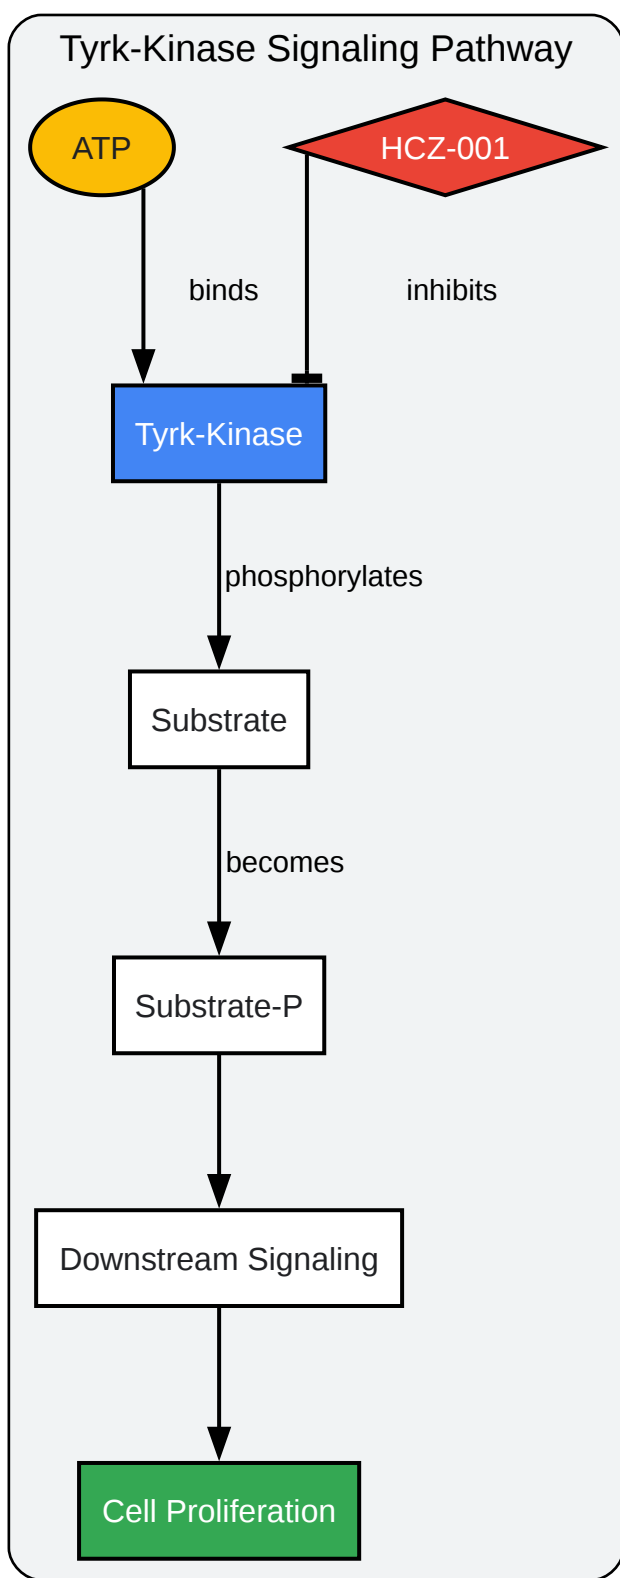 Tyrk-Kinase Signaling Pathway
ATP
HCZ-001
binds
inhibits
Tyrk-Kinase
phosphorylates
Substrate
becomes
Substrate-P
Downstream Signaling
Cell Proliferation